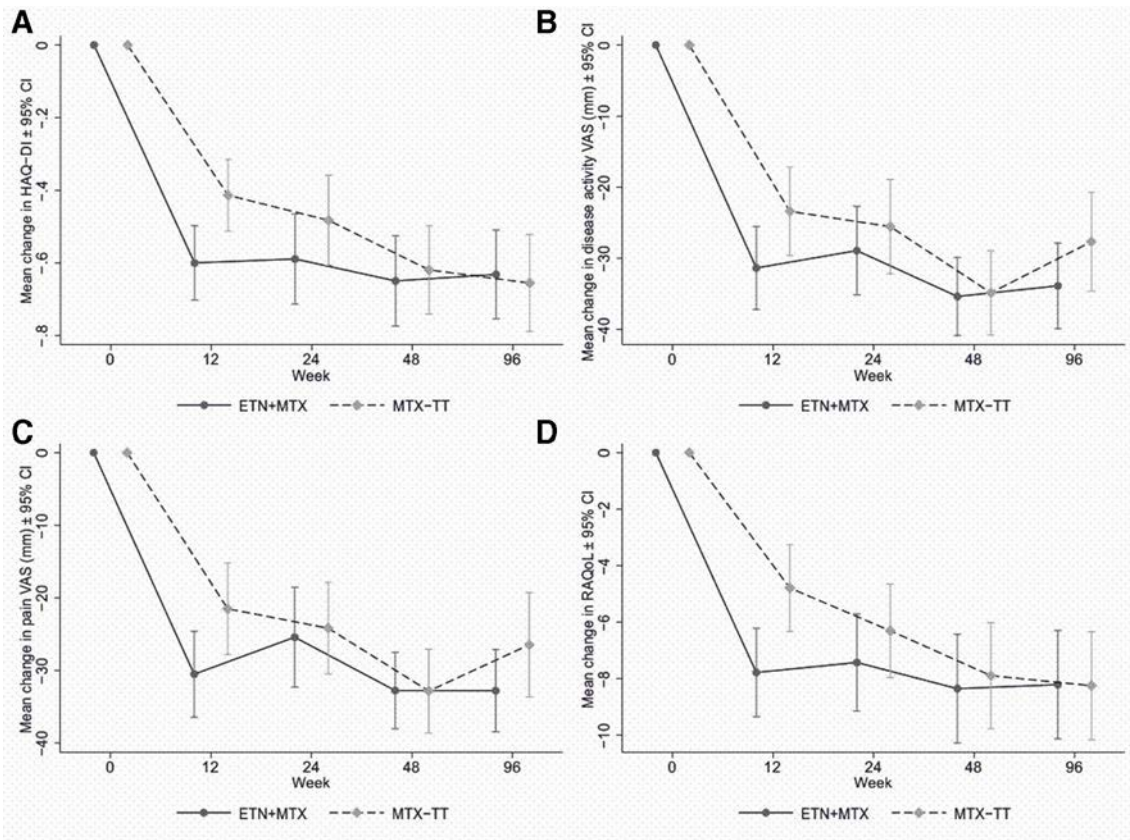 A
Mean change in HAQ−DI ± 95% CI
0
-.2
-.4
-.6
-.8
0 12 24 48 96
Week
ETN+MTX MTX−TT
B
Mean change in disease activity VAS (mm) ± 95% CI
0
-10
-20
-30
-40
0 12 24 48 96
Week
ETN+MTX MTX−TT
C
Mean change in pain VAS (mm) ± 95% CI
0
-10
-20
-30
-40
0 12 24 48 96
Week
ETN+MTX MTX−TT
D
Mean change in RAQoL ± 95% CI
0
-2
-4
-6
-8
-10
0 12 24 48 96
Week
ETN+MTX MTX−TT